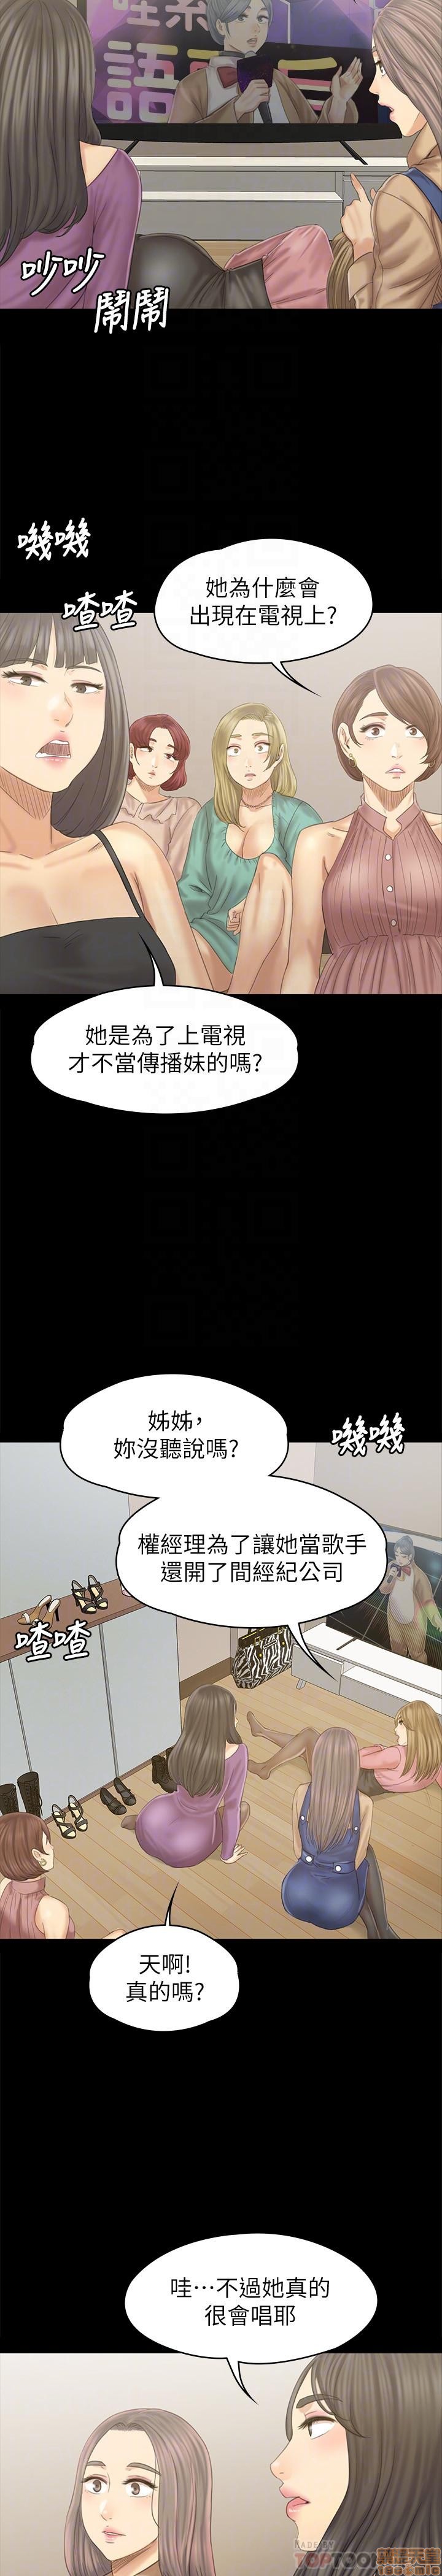 語
吵吵
鬧鬧
嘰嘰
喳喳
她為什麼會
出現在電視上?
她是為了上電視
才不當傳播妹的嗎?
姊姊,
妳沒聽說嗎?
嘰嘰
權經理為了讓她當歌手
還開了間經紀公司
喳喳
天啊!
真的嗎?
哇…不過她真的
很會唱耶
MADE BY
TOPTOON